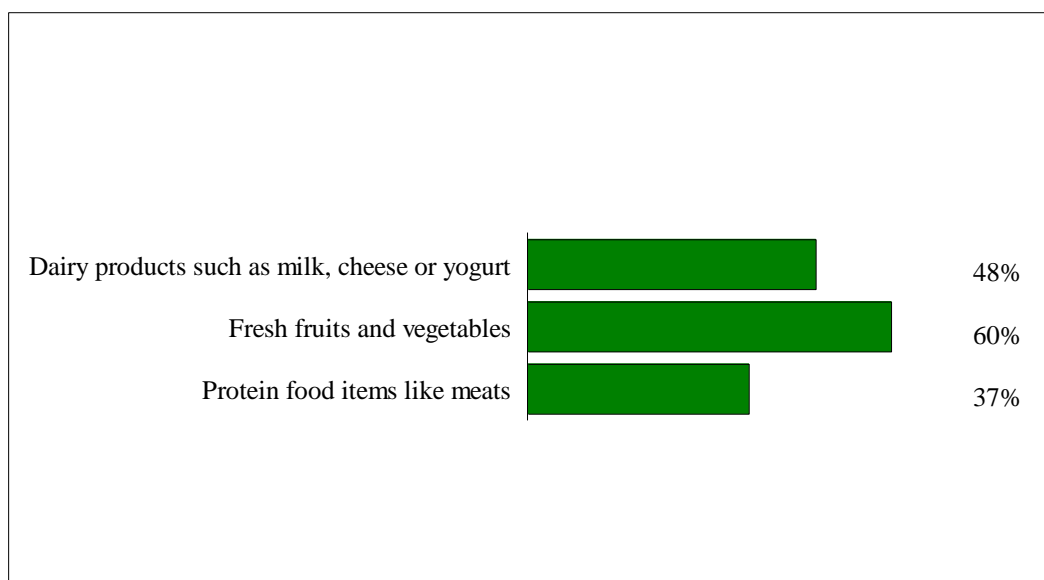 Dairy products such as milk, cheese or yogurt 48%
Fresh fruits and vegetables 60%
Protein food items like meats 37%